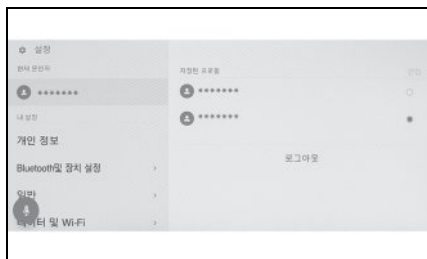 설정
현재 운전자
*******
내 설정
개인 정보
Bluetooth및 장치 설정
일반
데이터 및 Wi-Fi
저장된 프로필
편집
*******
*******
로그아웃